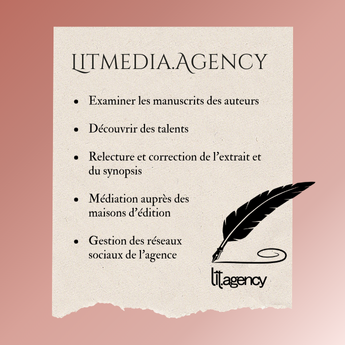 LITMEDIA.AGENCY
• Examiner les manuscrits des auteurs
• Découvrir des talents
• Relecture et correction de l'extrait et
du synopsis
• Médiation auprès des
maisons d'édition
• Gestion des réseaux
sociaux de l'agence
lit.agency